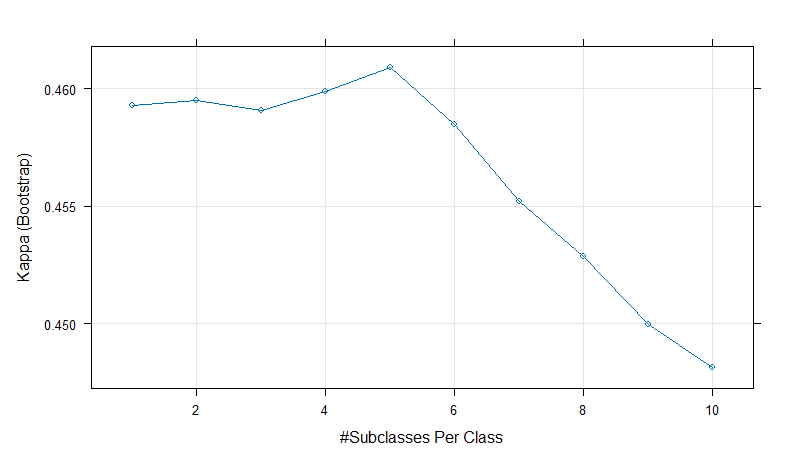 0.460
0.455
0.450
Kappa (Bootstrap)
2 4 6 8 10
#Subclasses Per Class